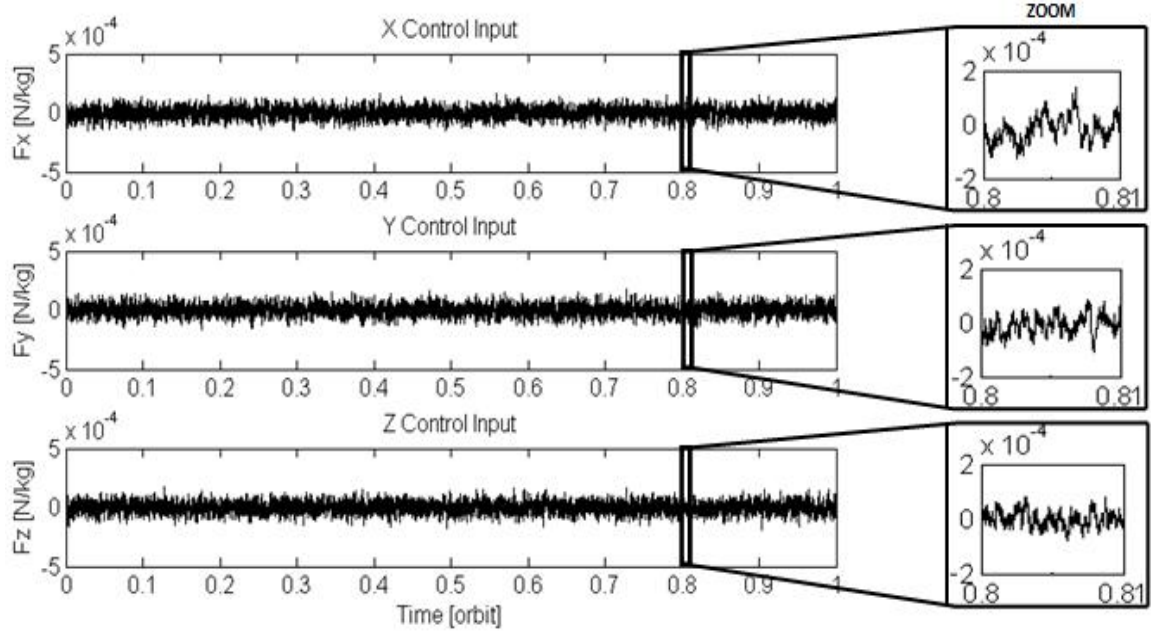 ZOOM
X Control Input
x 10^-4
5
0
-5
Fx [N/kg]
0 0.1 0.2 0.3 0.4 0.5 0.6 0.7 0.8 0.9 1
x 10^-4
2
0
-2
0.8 0.81
Y Control Input
x 10^-4
5
0
-5
Fy [N/kg]
0 0.1 0.2 0.3 0.4 0.5 0.6 0.7 0.8 0.9 1
x 10^-4
2
0
-2
0.8 0.81
Z Control Input
x 10^-4
5
0
-5
Fz [N/kg]
0 0.1 0.2 0.3 0.4 0.5 0.6 0.7 0.8 0.9 1
Time [orbit]
x 10^-4
2
0
-2
0.8 0.81